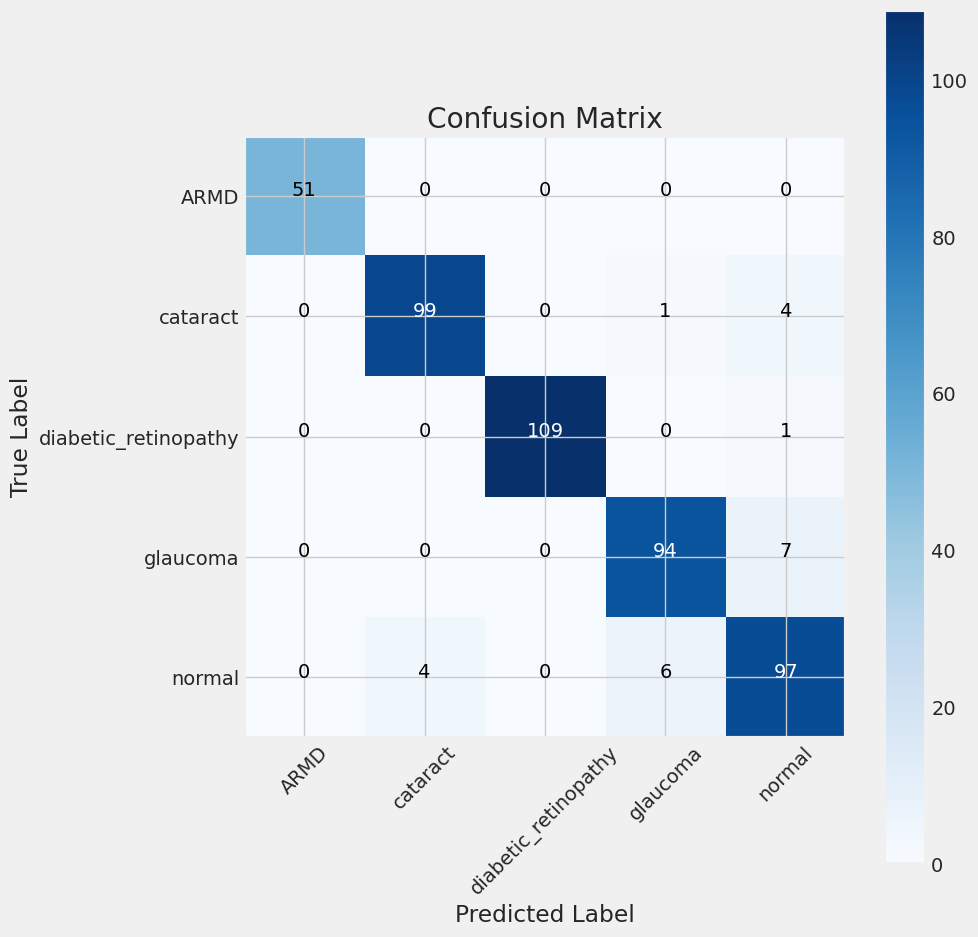 Confusion Matrix
True Label
ARMD 51 0 0 0 0
cataract 0 99 0 1 4
diabetic_retinopathy 0 0 109 0 1
glaucoma 0 0 0 94 7
normal 0 4 0 6 97
ARMD cataract diabetic_retinopathy glaucoma normal
Predicted Label
100
80
60
40
20
0